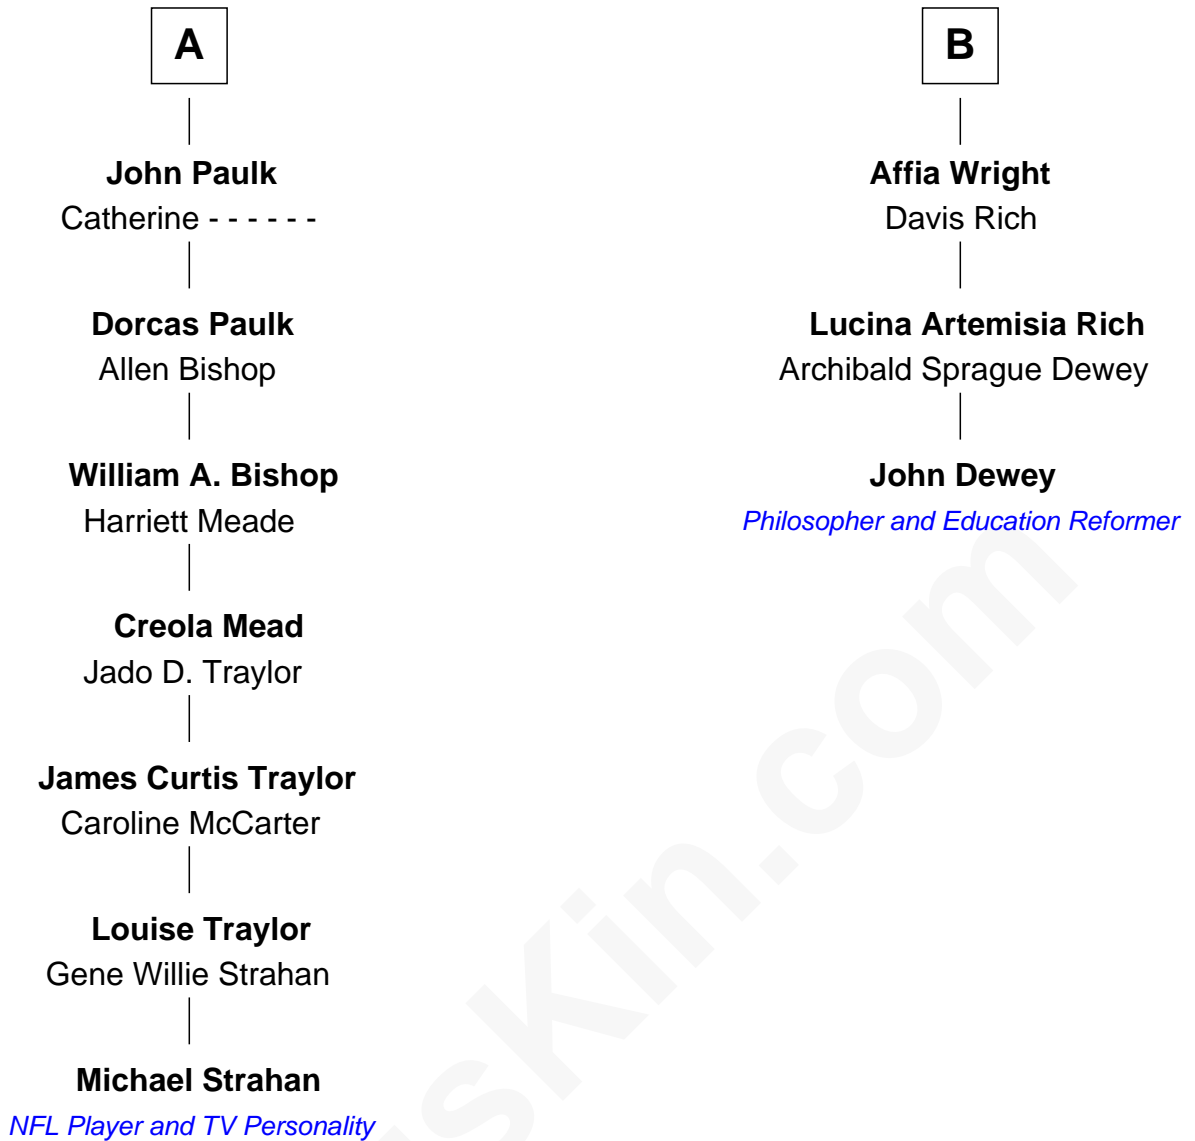 A
John Paulk
Catherine - - - - - -
Dorcas Paulk
Allen Bishop
William A. Bishop
Harriett Meade
Creola Mead
Jado D. Traylor
James Curtis Traylor
Caroline McCarter
Louise Traylor
Gene Willie Strahan
Michael Strahan
NFL Player and TV Personality
B
Affia Wright
Davis Rich
Lucina Artemisia Rich
Archibald Sprague Dewey
John Dewey
Philosopher and Education Reformer
usKin.com